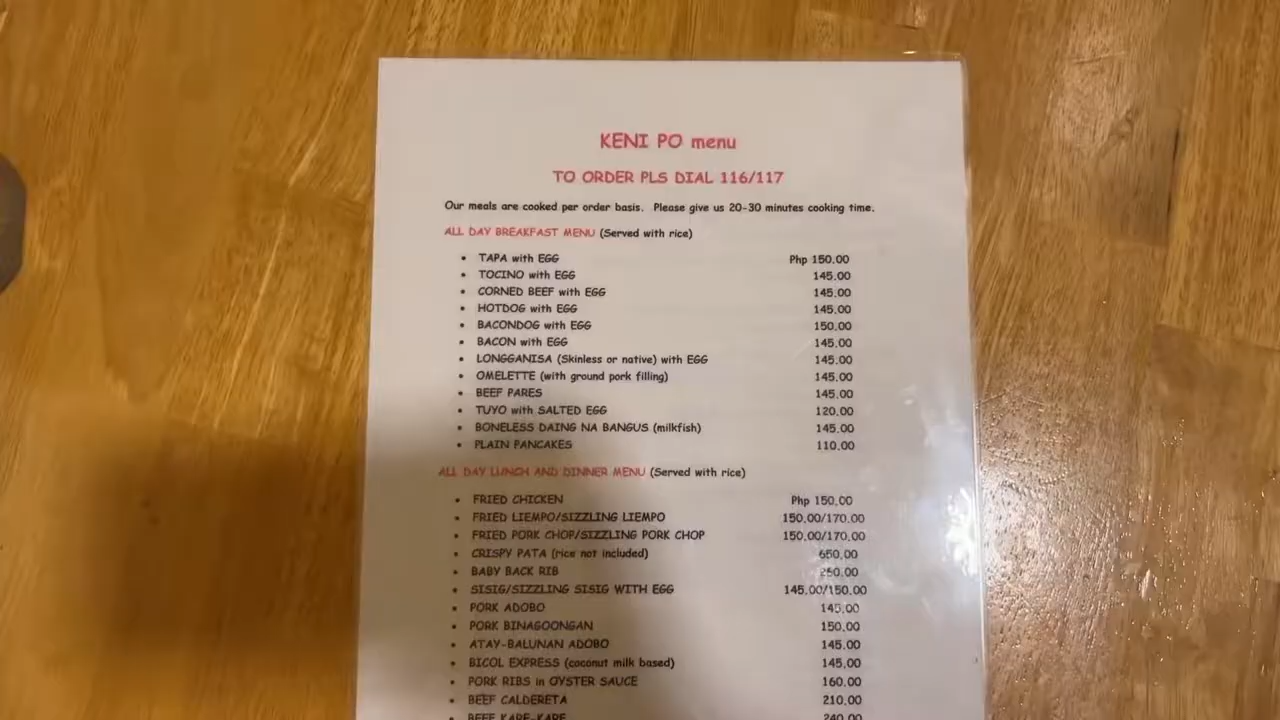 KENI PO menu
TO ORDER PLS DIAL 116/117
Our meals are cooked per order basis. Please give us 20-30 minutes cooking time.
ALL DAY BREAKFAST MENU (Served with rice)
• TAPA with EGG Php 150.00
• TOCINO with EGG 145.00
• CORNED BEEF with EGG 145.00
• HOTDOG with EGG 145.00
• BACONDOG with EGG 150.00
• BACON with EGG 145.00
• LONGGANISA (Skinless or native) with EGG 145.00
• OMELETTE (with ground pork filling) 145.00
• BEEF PARES 145.00
• TUYO with SALTED EGG 120.00
• BONELESS DAING NA BANGUS (milkfish) 145.00
• PLAIN PANCAKES 110.00
ALL DAY LUNCH AND DINNER MENU (Served with rice)
• FRIED CHICKEN Php 150.00
• FRIED LIEMPO/SIZZLING LIEMPO 150.00/170.00
• FRIED PORK CHOP/SIZZLING PORK CHOP 150.00/170.00
• CRISPY PATA (rice not included) 650.00
• BABY BACK RIB
• SISIG/SIZZLING SISIG WITH EGG 145.00/150.00
• PORK ADOBO 145.00
• PORK BINAGOONGAN 150.00
• ATAY-BALUNAN ADOBO 145.00
• BICOL EXPRESS (coconut milk based) 145.00
• PORK RIBS in OYSTER SAUCE 160.00
• BEEF CALDERETA 210.00
• BEEF KARE-KARE 240.00